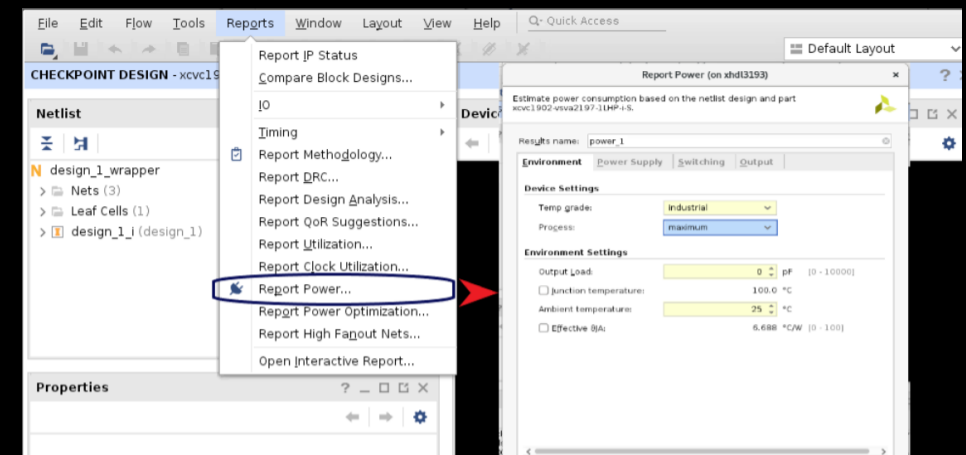 File Edit Flow Tools Reports Window Layout View Help Quick Access
Default Layout
CHECKPOINT DESIGN - xcvc19
?
Netlist
design_1_wrapper
Nets (3)
Leaf Cells (1)
design_1_i (design_1)
Properties
?
Report IP Status
Compare Block Designs...
IO
Timing
Report Methodology...
Report DRC...
Report Design Analysis...
Report QoR Suggestions...
Report Utilization...
Report Clock Utilization...
Report Power...
Report Power Optimization...
Report High Fanout Nets...
Open Interactive Report...
Devic
Report Power (on xhdl3193)
Estimate power consumption based on the netlist design and part
xcvc1902-vsva2197-1LHP-i-S.
Results name: power_1
Environment Power Supply Switching Output
Device Settings
Temp grade: industrial
Process: maximum
Environment Settings
Output Load: 0 pF [0 - 10000]
Junction temperature: 100.0 °C
Ambient temperature: 25 °C
Effective θJA: 6.688 °C/W [0 - 100]